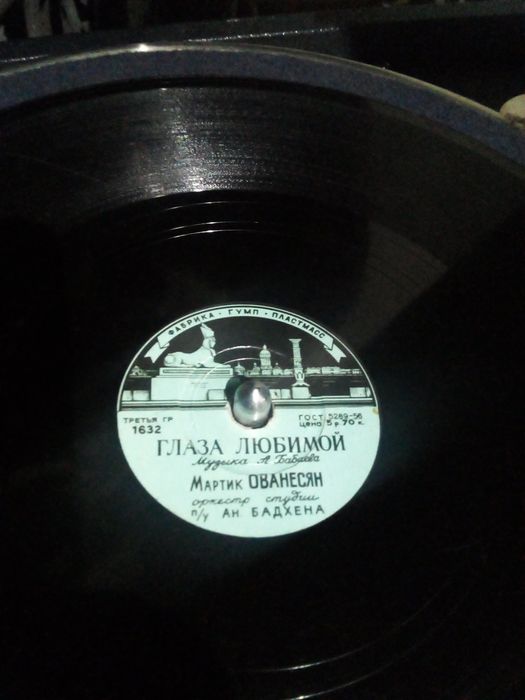 ФАБРИКА · ГУМП · ПЛАСТМАСС
ТРЕТЬЯ ГР
1632
ГОСТ 5289-56
Цена 5 р. 70 к.
ГЛАЗА ЛЮБИМОЙ
Музыка А Бабаева
Мартик ОВАНЕСЯН
оркестр студии
п/у Ан. БАДХЕНА